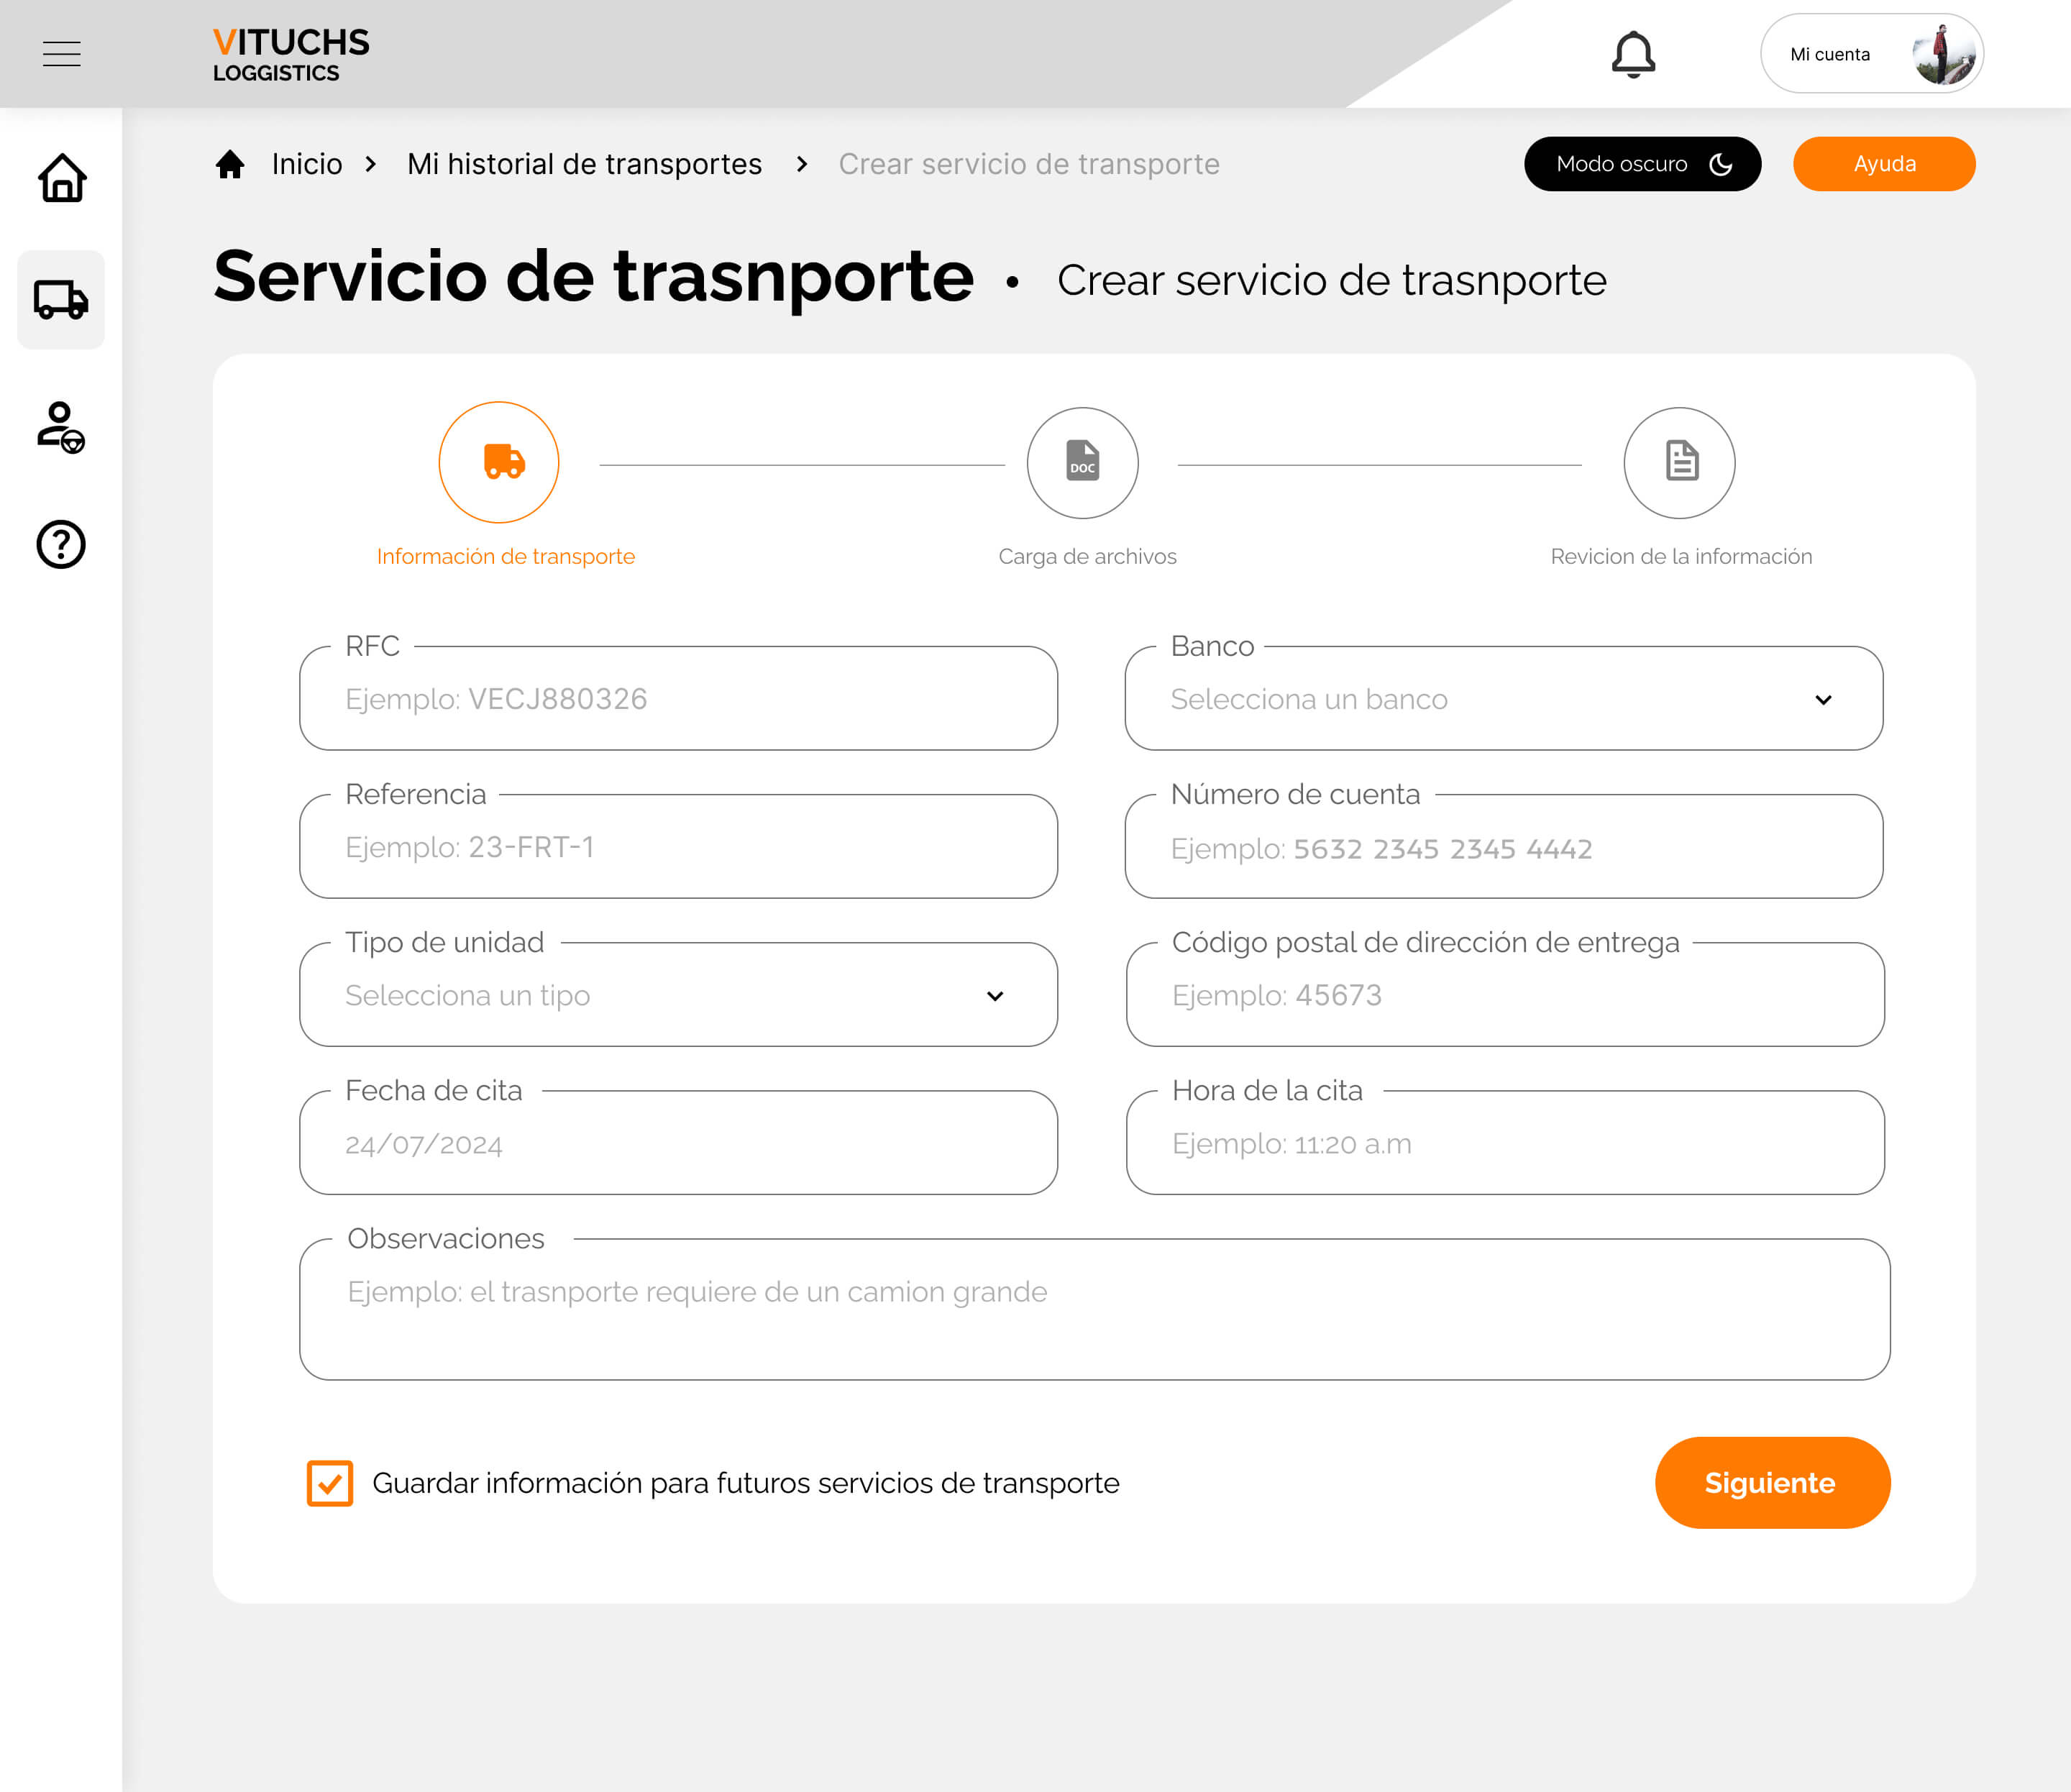 VITUCHS
LOGGISTICS
Mi cuenta
Inicio > Mi historial de transportes > Crear servicio de transporte
Modo oscuro
Ayuda
Servicio de trasnporte • Crear servicio de trasnporte
DOC
Información de transporte
Carga de archivos
Revicion de la información
RFC
Ejemplo: VECJ880326
Banco
Selecciona un banco
Referencia
Ejemplo: 23-FRT-1
Número de cuenta
Ejemplo: 5632 2345 2345 4442
Tipo de unidad
Selecciona un tipo
Código postal de dirección de entrega
Ejemplo: 45673
Fecha de cita
24/07/2024
Hora de la cita
Ejemplo: 11:20 a.m
Observaciones
Ejemplo: el trasnporte requiere de un camion grande
Guardar información para futuros servicios de transporte
Siguiente